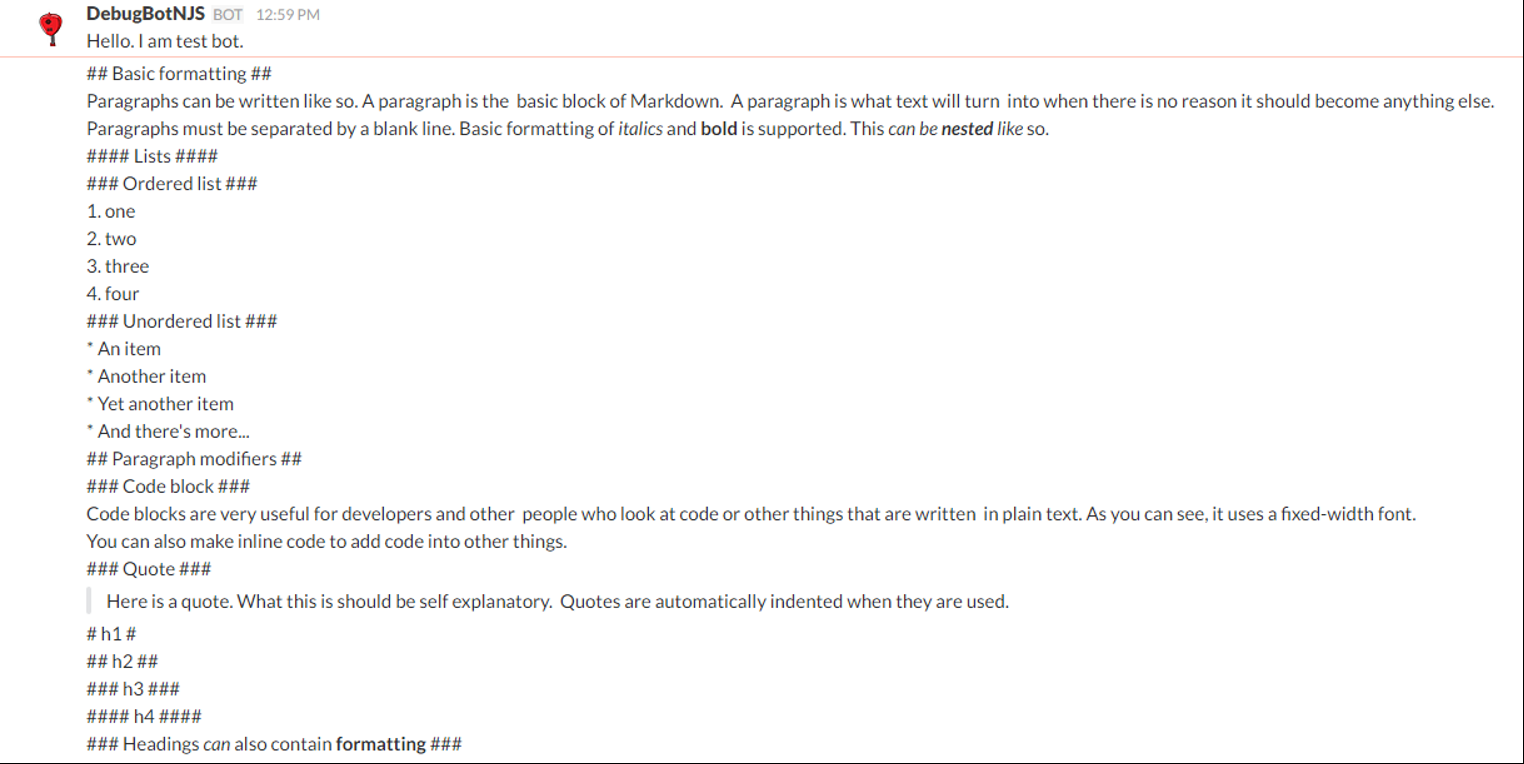 DebugBotNJS BOT 12:59 PM
Hello. I am test bot.
## Basic formatting ##
Paragraphs can be written like so. A paragraph is the  basic block of Markdown.  A paragraph is what text will turn  into when there is no reason it should become anything else.
Paragraphs must be separated by a blank line. Basic formatting of italics and bold is supported. This can be nested like so.
#### Lists ####
### Ordered list ###
1. one
2. two
3. three
4. four
### Unordered list ###
* An item
* Another item
* Yet another item
* And there's more...
## Paragraph modifiers ##
### Code block ###
Code blocks are very useful for developers and other  people who look at code or other things that are written  in plain text. As you can see, it uses a fixed-width font.
You can also make inline code to add code into other things.
### Quote ###
Here is a quote. What this is should be self explanatory.  Quotes are automatically indented when they are used.
# h1 #
## h2 ##
### h3 ###
#### h4 ####
### Headings can also contain formatting ###